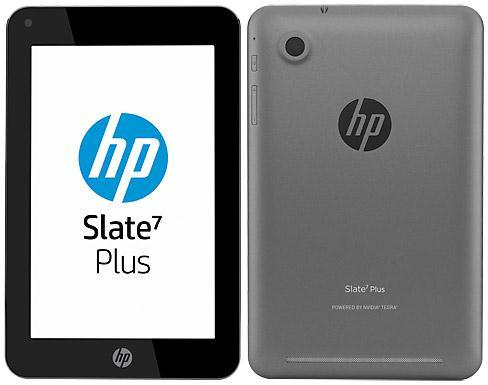 hp
Slate⁷
Plus
hp
hp
Slate⁷ Plus
POWERED BY NVIDIA® TEGRA®